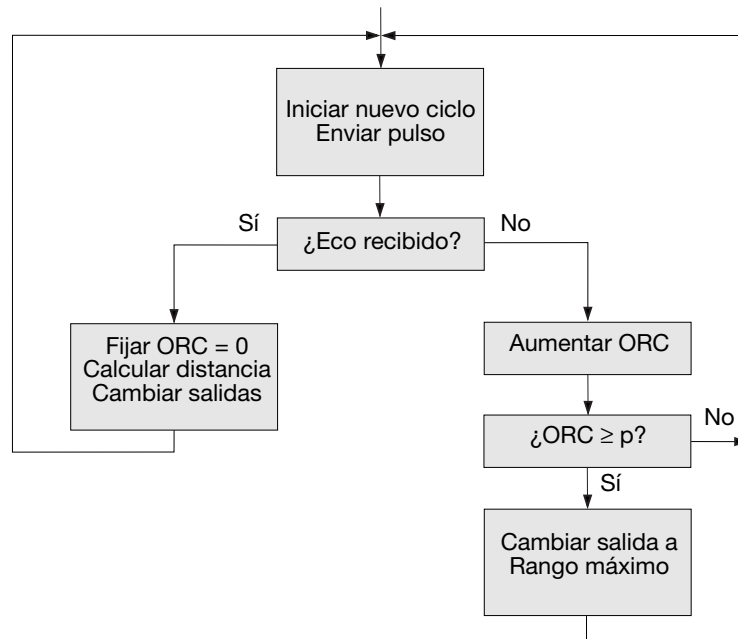 Iniciar nuevo ciclo
Enviar pulso
Sí
¿Eco recibido?
No
Fijar ORC = 0
Calcular distancia
Cambiar salidas
Aumentar ORC
¿ORC ≥ p?
No
Sí
Cambiar salida a
Rango máximo